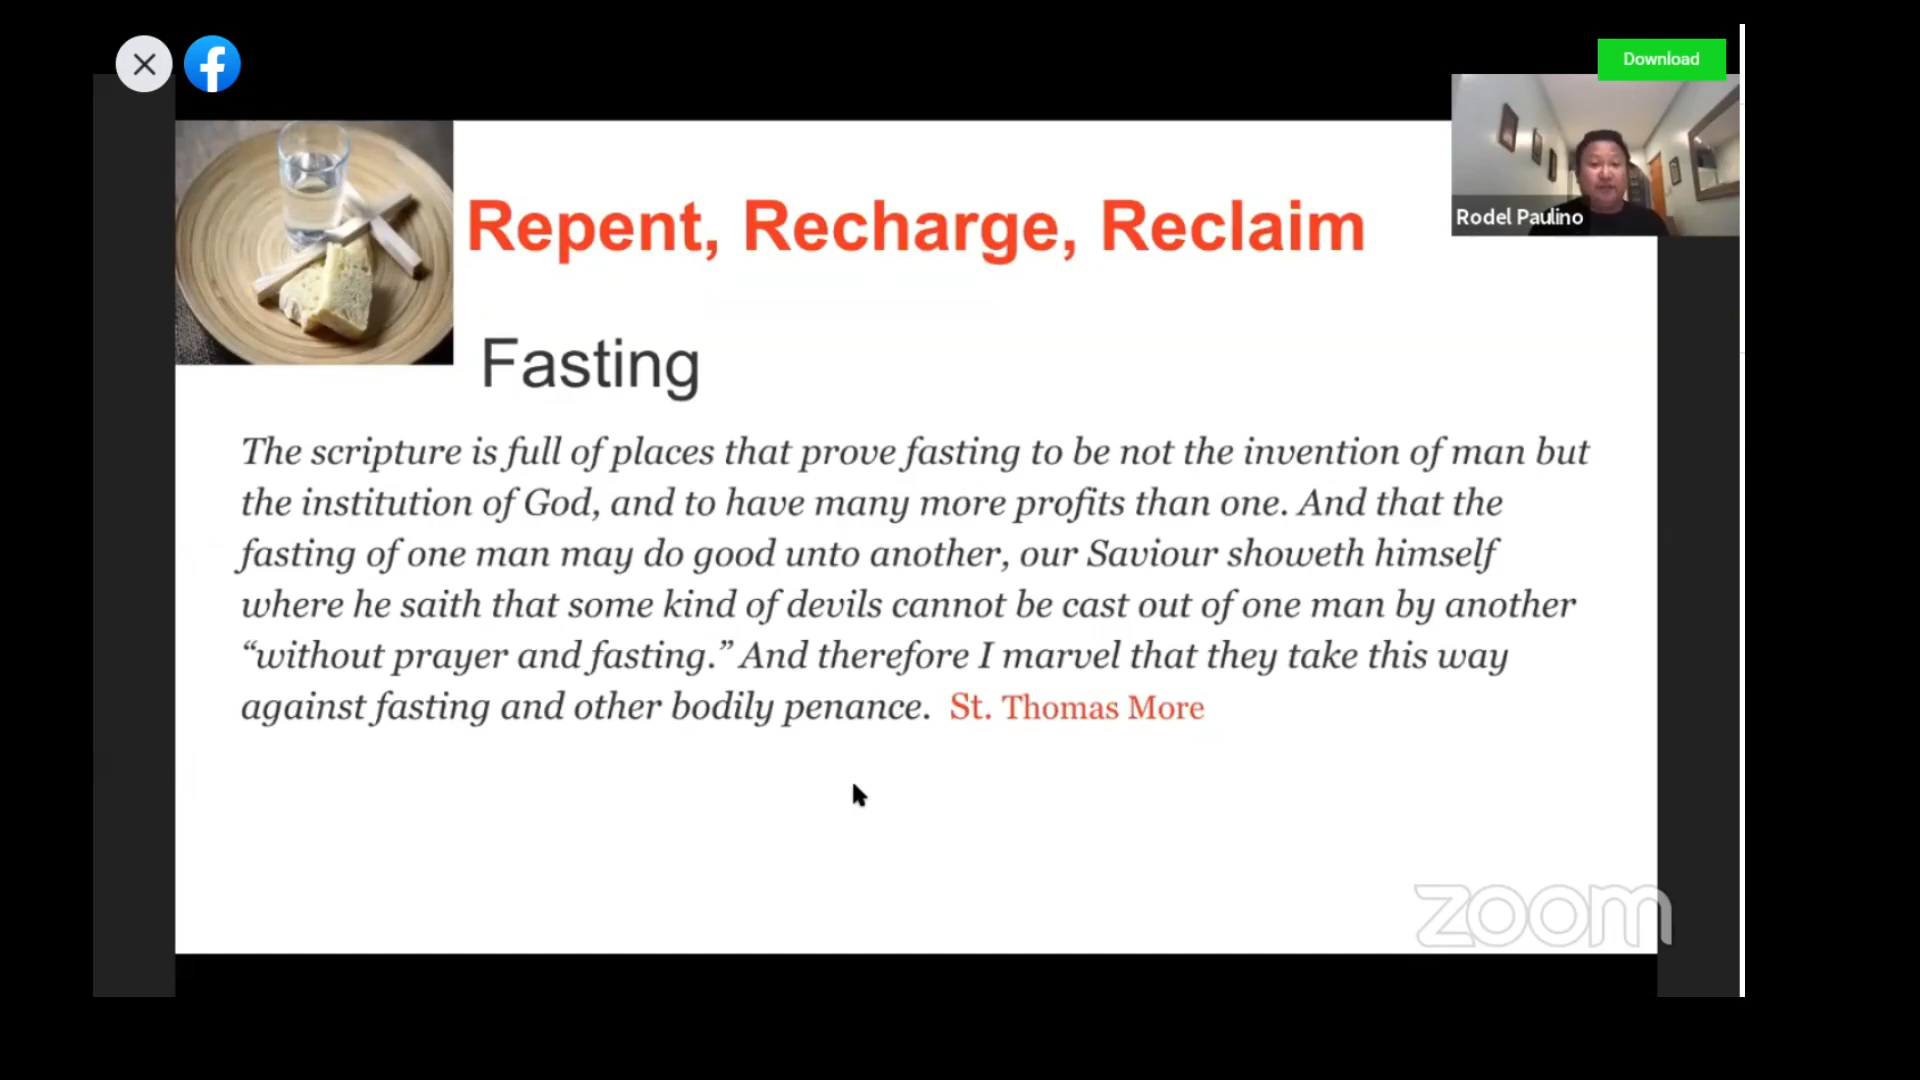 Download
Rodel Paulino
Repent, Recharge, Reclaim
Fasting
The scripture is full of places that prove fasting to be not the invention of man but
the institution of God, and to have many more profits than one. And that the
fasting of one man may do good unto another, our Saviour showeth himself
where he saith that some kind of devils cannot be cast out of one man by another
“without prayer and fasting.” And therefore I marvel that they take this way
against fasting and other bodily penance. St. Thomas More
zoom